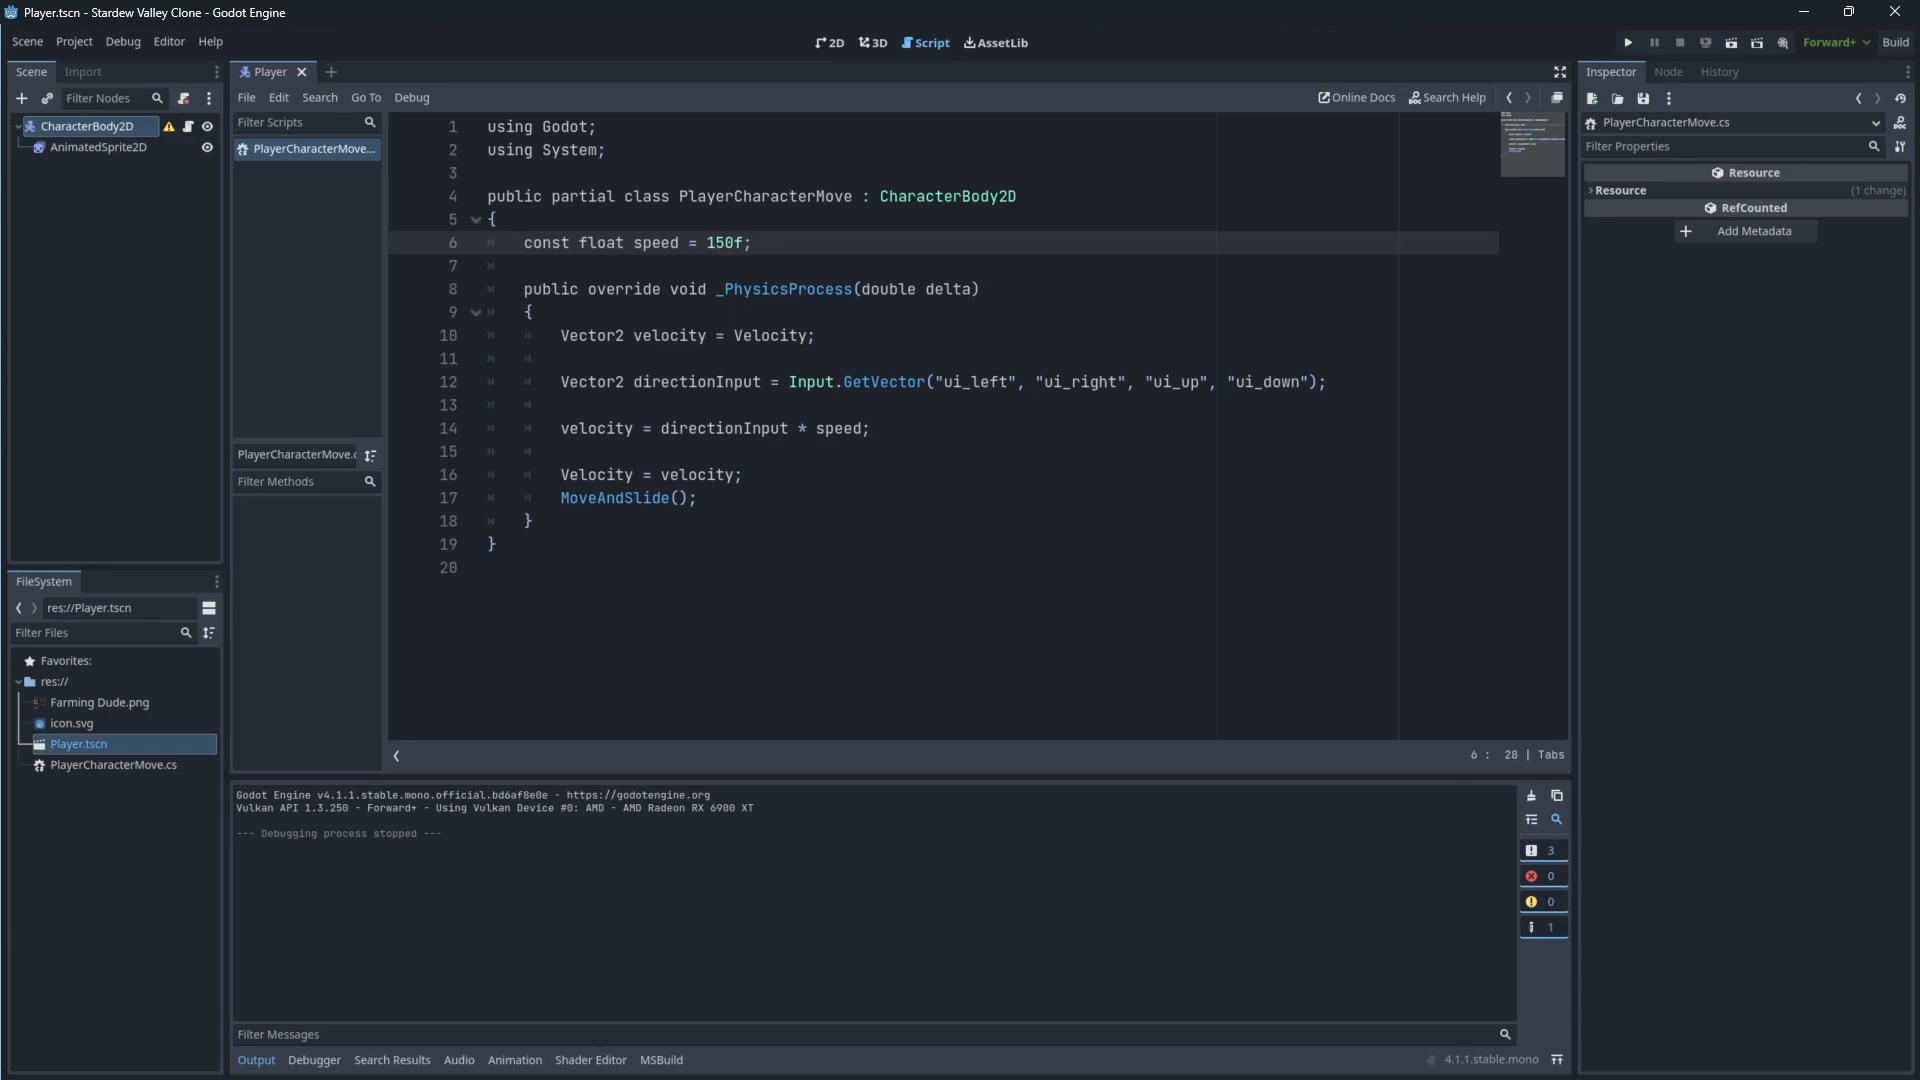 Player.tscn - Stardew Valley Clone - Godot Engine
Scene Project Debug Editor Help
2D 3D Script AssetLib
Forward+ Build
Scene Import
Filter Nodes
CharacterBody2D
AnimatedSprite2D
FileSystem
res://Player.tscn
Filter Files
Favorites:
res://
Farming Dude.png
icon.svg
Player.tscn
PlayerCharacterMove.cs
Player
File Edit Search Go To Debug
Online Docs Search Help
Filter Scripts
PlayerCharacterMove...
PlayerCharacterMove.c
Filter Methods
1 using Godot;
2 using System;
3
4 public partial class PlayerCharacterMove : CharacterBody2D
5 {
6 const float speed = 150f;
7
8 public override void _PhysicsProcess(double delta)
9 {
10 Vector2 velocity = Velocity;
11
12 Vector2 directionInput = Input.GetVector("ui_left", "ui_right", "ui_up", "ui_down");
13
14 velocity = directionInput * speed;
15
16 Velocity = velocity;
17 MoveAndSlide();
18 }
19 }
20
6 : 28 | Tabs
Godot Engine v4.1.1.stable.mono.official.bd6af8e0e - https://godotengine.org
Vulkan API 1.3.250 - Forward+ - Using Vulkan Device #0: AMD - AMD Radeon RX 6900 XT
--- Debugging process stopped ---
3
0
0
1
Filter Messages
Output Debugger Search Results Audio Animation Shader Editor MSBuild
4.1.1.stable.mono
Inspector Node History
PlayerCharacterMove.cs
Filter Properties
Resource
Resource (1 change)
RefCounted
Add Metadata